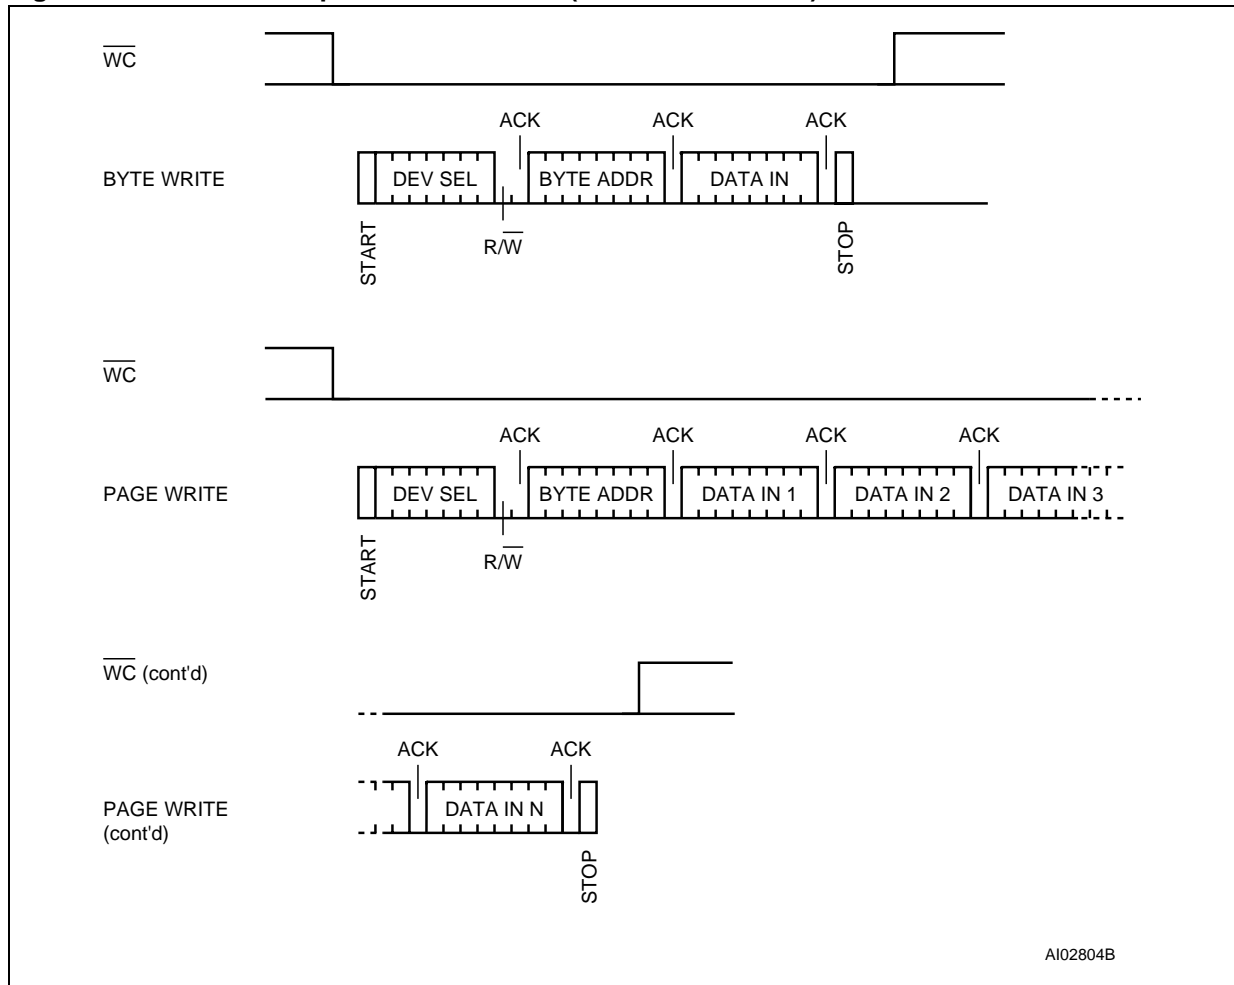 WC
ACK ACK ACK
BYTE WRITE
DEV SEL BYTE ADDR DATA IN
R/W
START
STOP
WC
ACK ACK ACK ACK
PAGE WRITE
DEV SEL BYTE ADDR DATA IN 1 DATA IN 2 DATA IN 3
R/W
START
WC (cont'd)
ACK ACK
PAGE WRITE
(cont'd)
DATA IN N
STOP
AI02804B